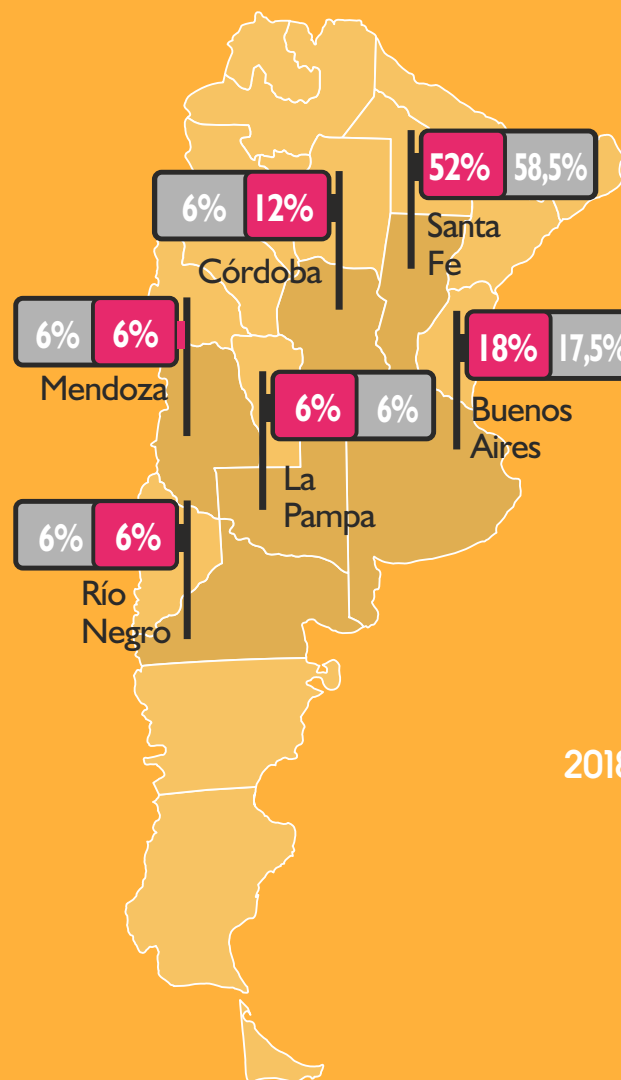 52% 58,5%
Santa
Fe
6% 12%
Córdoba
6% 6%
Mendoza
18% 17,5%
Buenos
Aires
6% 6%
La
Pampa
6% 6%
Río
Negro
2018